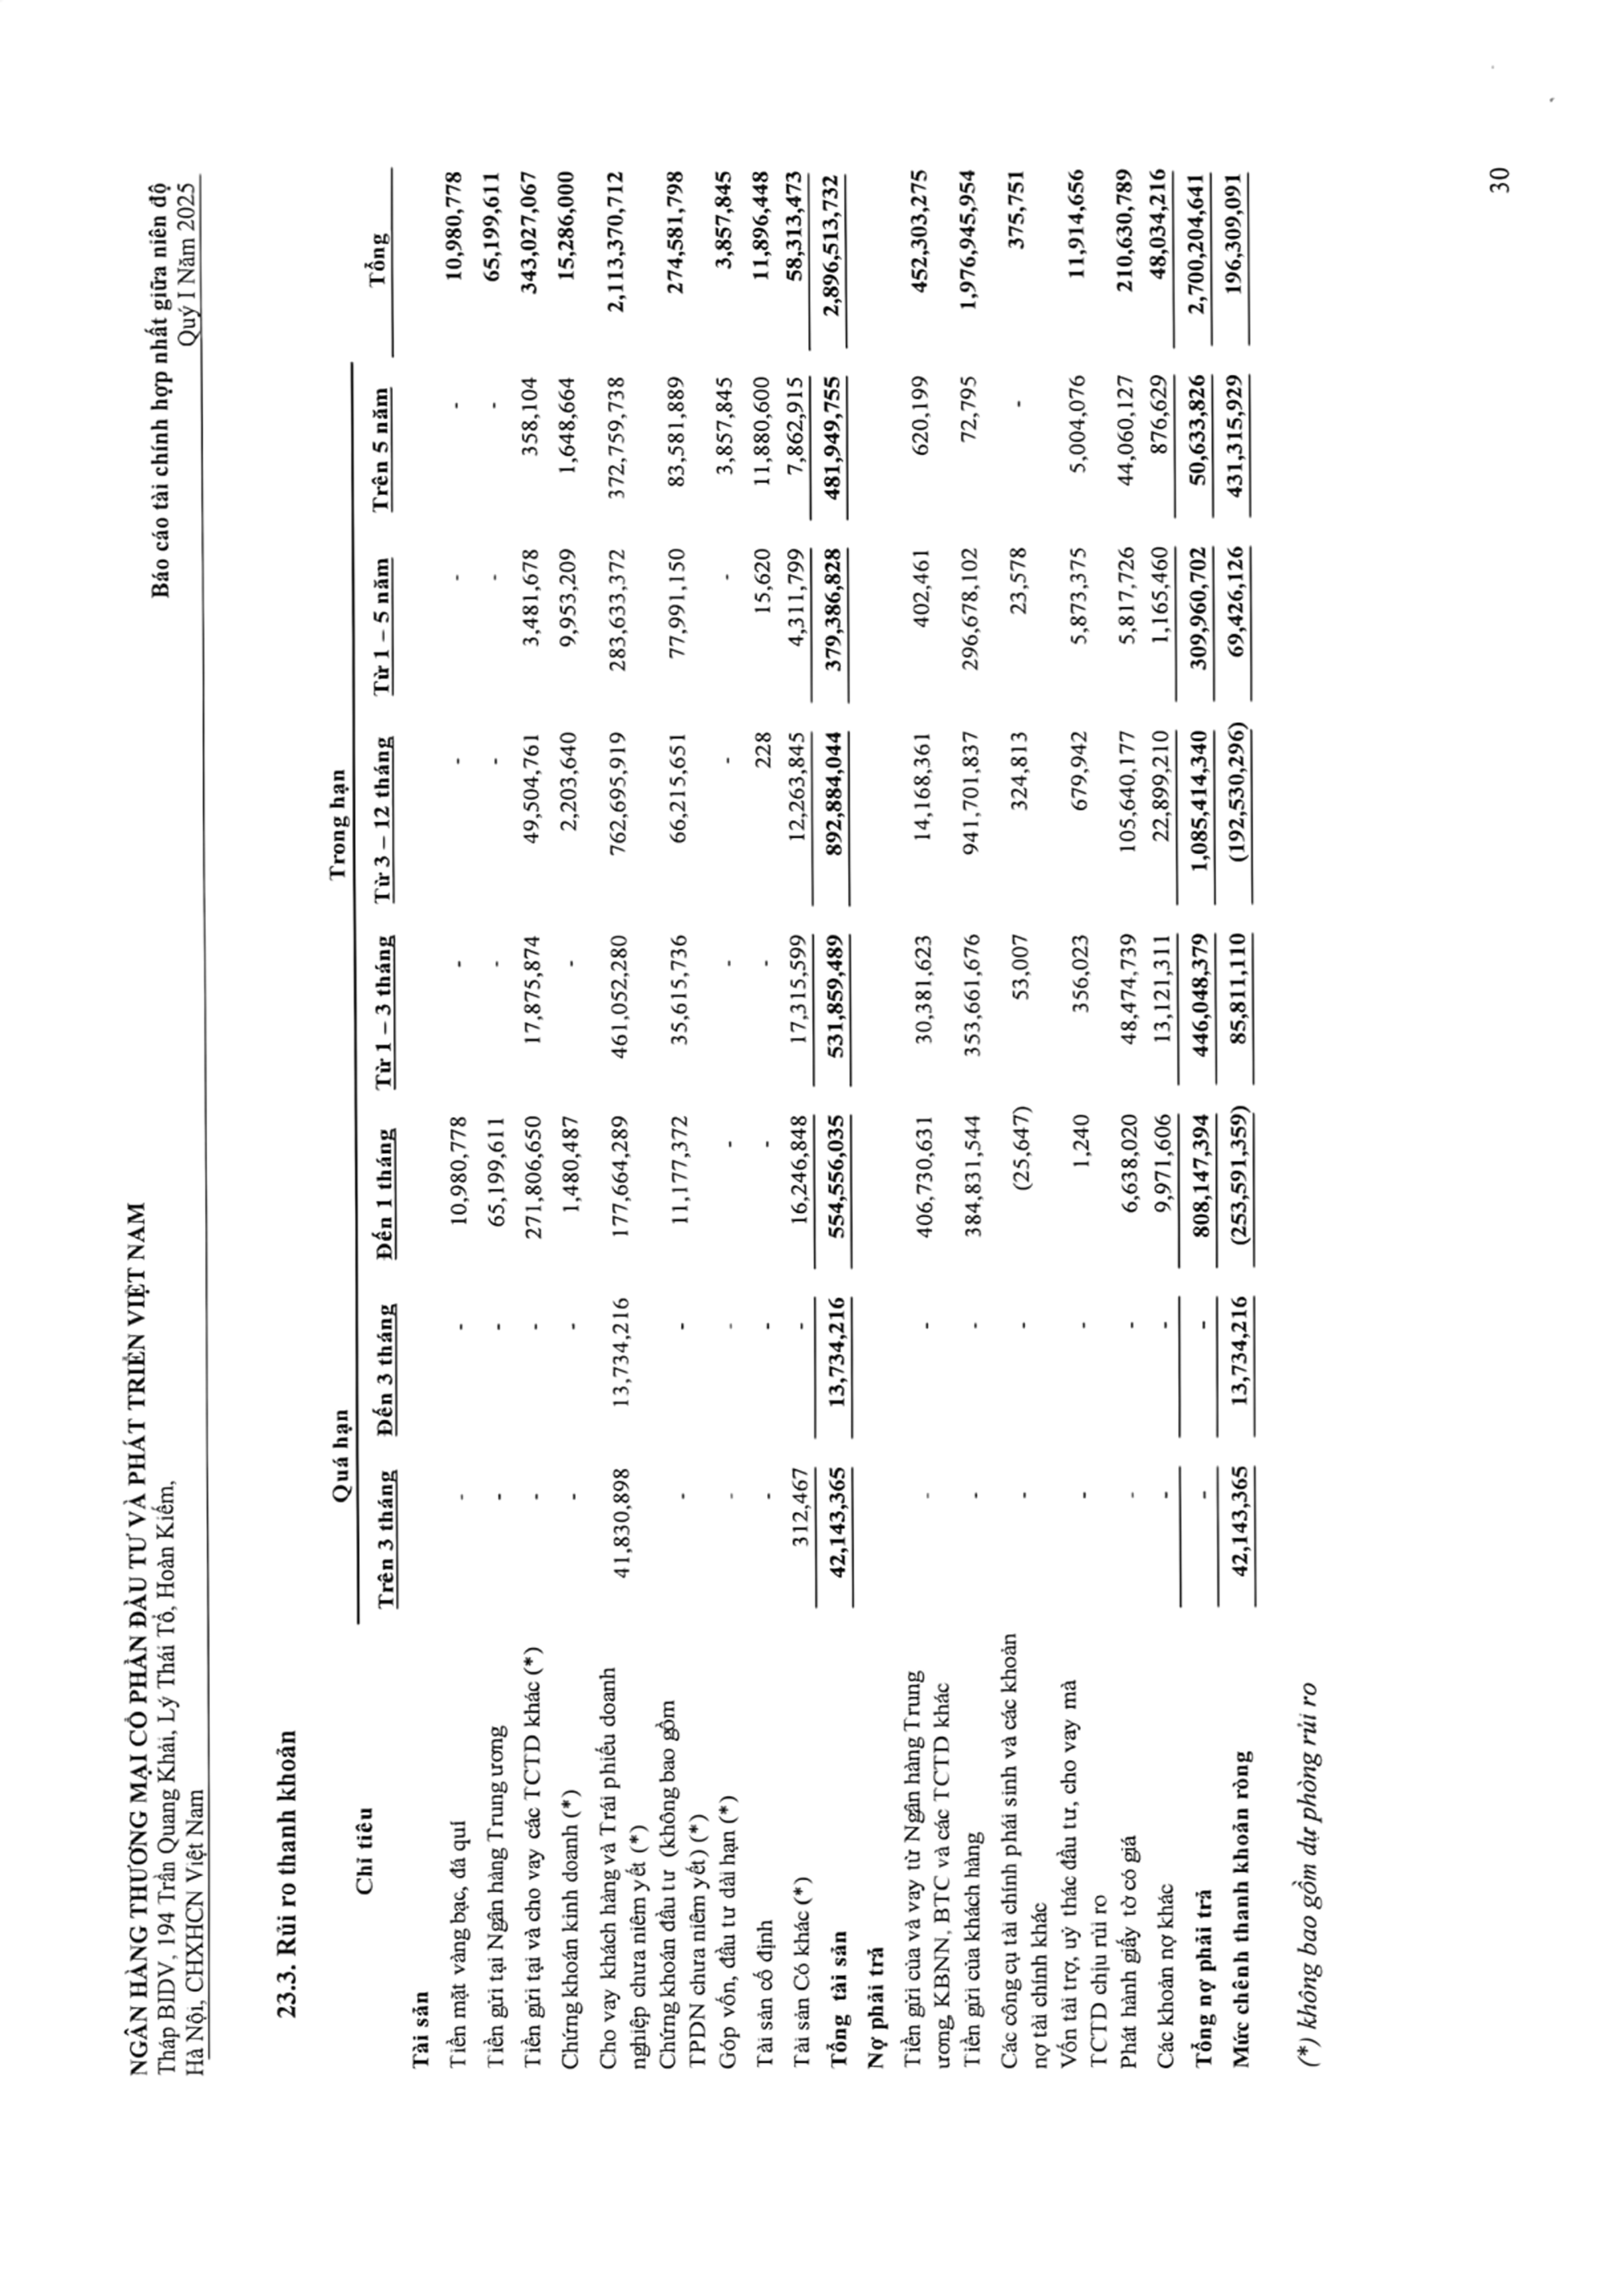 NGÂN HÀNG THƯƠNG MẠI CỔ PHẦN ĐẦU TƯ VÀ PHÁT TRIỂN VIỆT NAM
Tháp BIDV, 194 Trần Quang Khải, Lý Thái Tổ, Hoàn Kiếm, Báo cáo tài chính hợp nhất giữa niên độ
Hà Nội, CHXHCN Việt Nam Quý I Năm 2025
23.3. Rủi ro thanh khoản
Quá hạn Trong hạn
Chỉ tiêu Trên 3 tháng Đến 3 tháng Đến 1 tháng Từ 1 – 3 tháng Từ 3 – 12 tháng Từ 1 – 5 năm Trên 5 năm Tổng
Tài sản
Tiền mặt vàng bạc, đá quí - - 10,980,778 - - - - 10,980,778
Tiền gửi tại Ngân hàng Trung ương - - 65,199,611 - - - - 65,199,611
Tiền gửi tại và cho vay các TCTD khác (*) - - 271,806,650 17,875,874 49,504,761 3,481,678 358,104 343,027,067
Chứng khoán kinh doanh (*) - - 1,480,487 - 2,203,640 9,953,209 1,648,664 15,286,000
Cho vay khách hàng và Trái phiếu doanh
nghiệp chưa niêm yết (*) 41,830,898 13,734,216 177,664,289 461,052,280 762,695,919 283,633,372 372,759,738 2,113,370,712
Chứng khoán đầu tư (không bao gồm
TPDN chưa niêm yết) (*) - - 11,177,372 35,615,736 66,215,651 77,991,150 83,581,889 274,581,798
Góp vốn, đầu tư dài hạn (*) - - - - - - 3,857,845 3,857,845
Tài sản cố định - - - - 228 15,620 11,880,600 11,896,448
Tài sản Có khác (*) 312,467 - 16,246,848 17,315,599 12,263,845 4,311,799 7,862,915 58,313,473
Tổng tài sản 42,143,365 13,734,216 554,556,035 531,859,489 892,884,044 379,386,828 481,949,755 2,896,513,732
Nợ phải trả
Tiền gửi của và vay từ Ngân hàng Trung
ương, KBNN, BTC và các TCTD khác - - 406,730,631 30,381,623 14,168,361 402,461 620,199 452,303,275
Tiền gửi của khách hàng - - 384,831,544 353,661,676 941,701,837 296,678,102 72,795 1,976,945,954
Các công cụ tài chính phái sinh và các khoản
nợ tài chính khác - - (25,647) 53,007 324,813 23,578 - 375,751
Vốn tài trợ, uỷ thác đầu tư, cho vay mà
TCTD chịu rủi ro - - 1,240 356,023 679,942 5,873,375 5,004,076 11,914,656
Phát hành giấy tờ có giá - - 6,638,020 48,474,739 105,640,177 5,817,726 44,060,127 210,630,789
Các khoản nợ khác - - 9,971,606 13,121,311 22,899,210 1,165,460 876,629 48,034,216
Tổng nợ phải trả - - 808,147,394 446,048,379 1,085,414,340 309,960,702 50,633,826 2,700,204,641
Mức chênh thanh khoản ròng 42,143,365 13,734,216 (253,591,359) 85,811,110 (192,530,296) 69,426,126 431,315,929 196,309,091
(*) không bao gồm dự phòng rủi ro
30